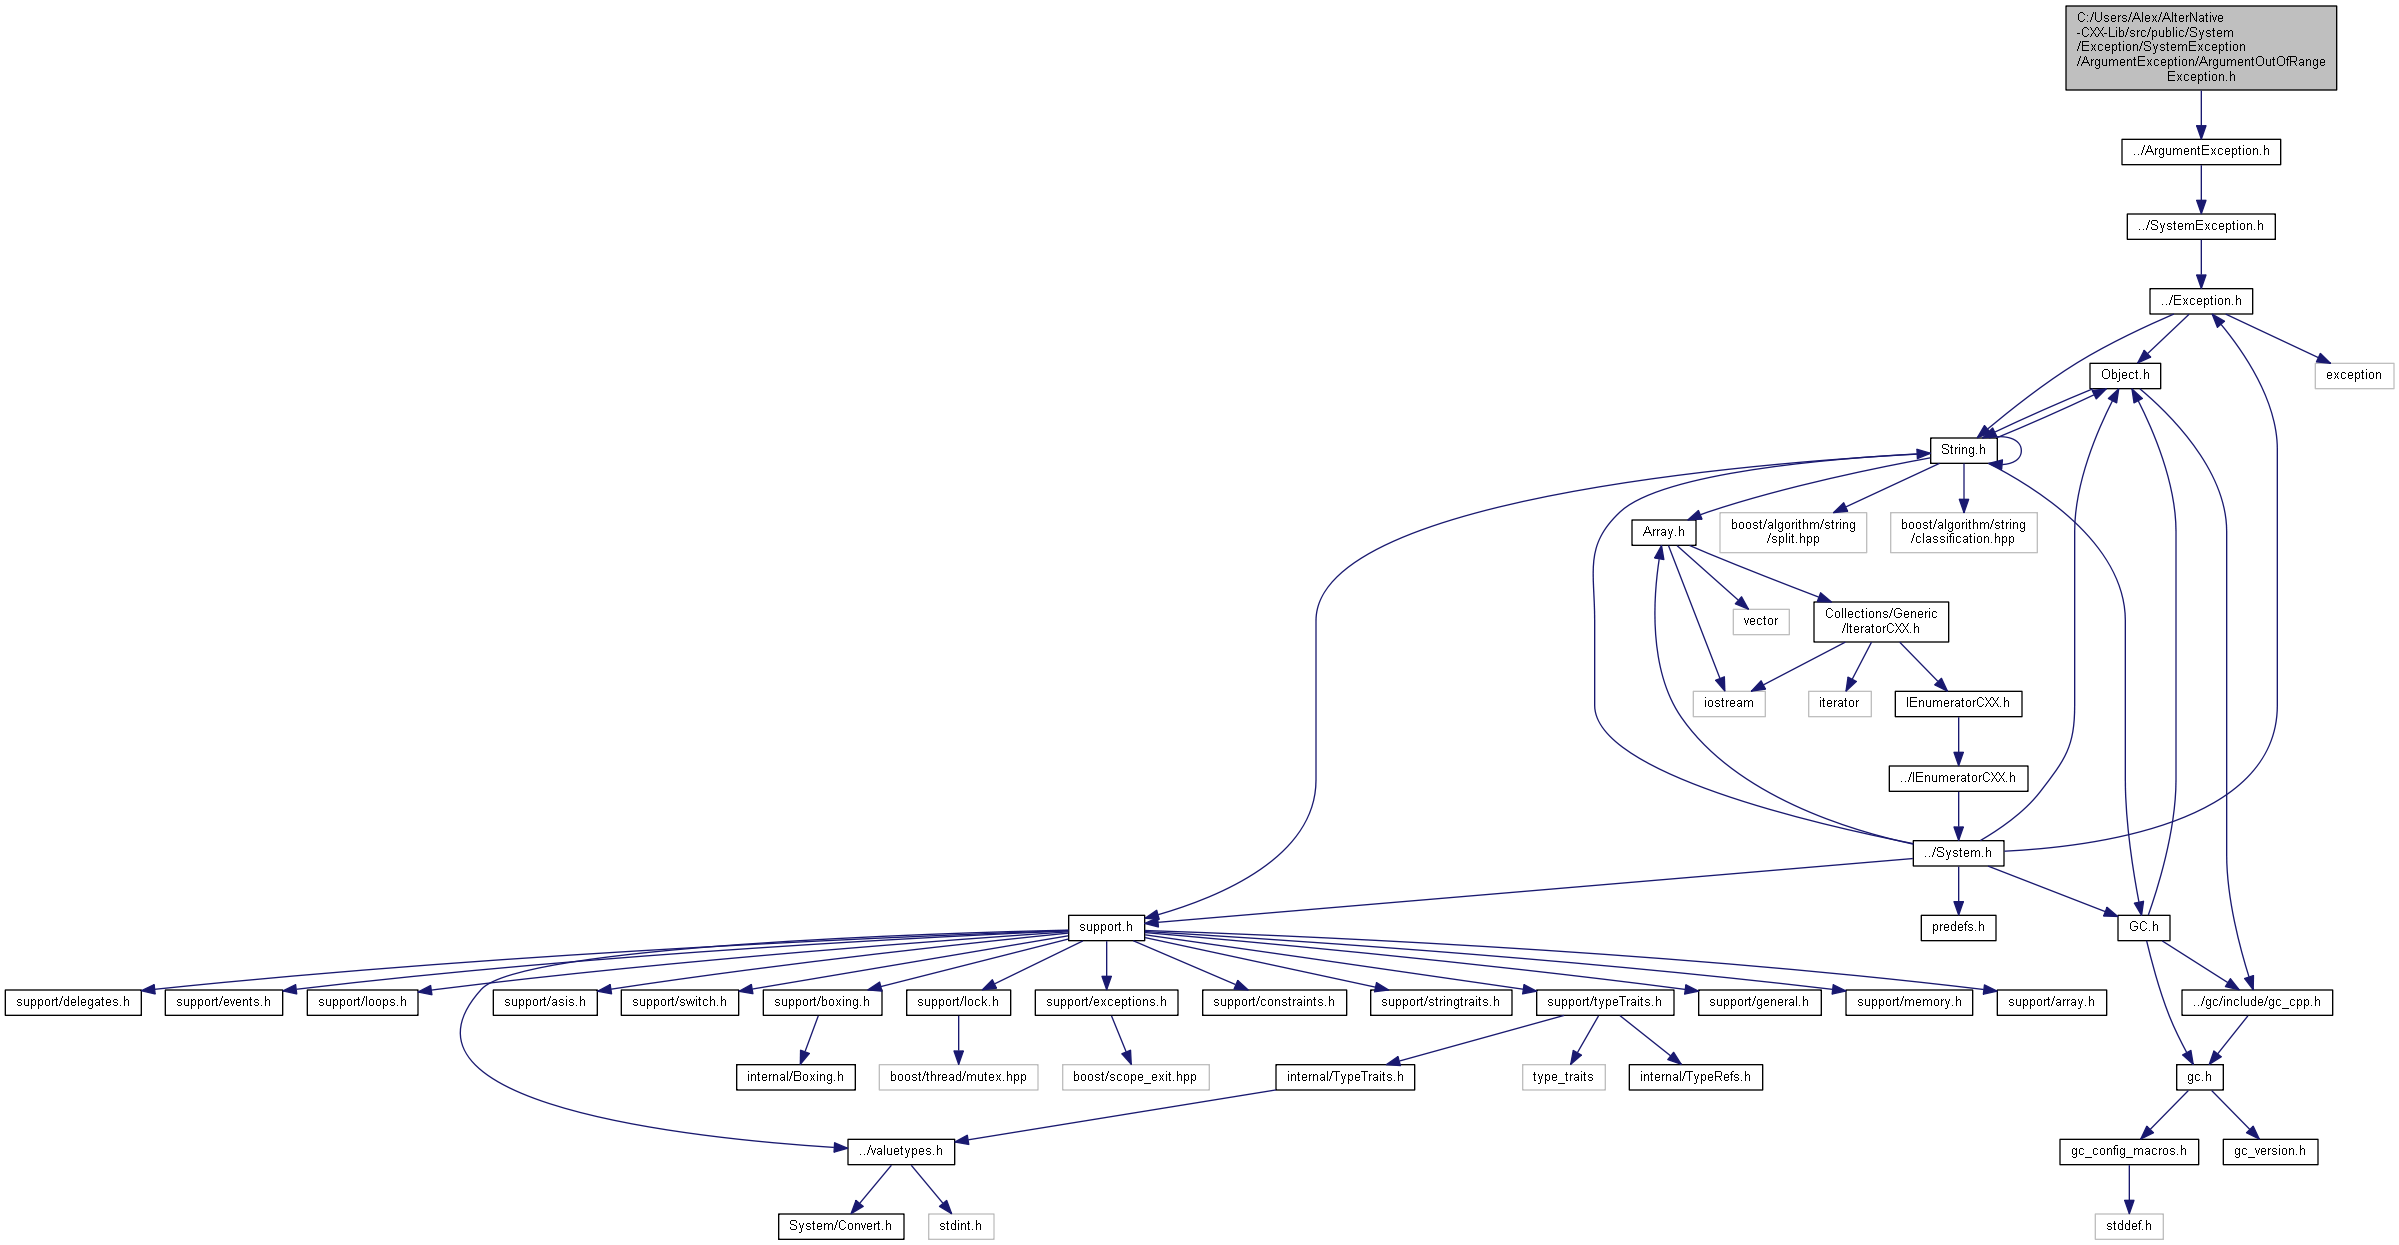 C:/Users/Alex/AlterNative
-CXX-Lib/src/public/System
/Exception/SystemException
/ArgumentException/ArgumentOutOfRange
Exception.h
../ArgumentException.h
../SystemException.h
../Exception.h
Object.h
exception
String.h
Array.h
boost/algorithm/string
/split.hpp
boost/algorithm/string
/classification.hpp
vector
Collections/Generic
/IteratorCXX.h
iostream
iterator
IEnumeratorCXX.h
../IEnumeratorCXX.h
../System.h
support.h
predefs.h
GC.h
support/delegates.h
support/events.h
support/loops.h
support/asis.h
support/switch.h
support/boxing.h
support/lock.h
support/exceptions.h
support/constraints.h
support/stringtraits.h
support/typeTraits.h
support/general.h
support/memory.h
support/array.h
../gc/include/gc_cpp.h
internal/Boxing.h
boost/thread/mutex.hpp
boost/scope_exit.hpp
internal/TypeTraits.h
type_traits
internal/TypeRefs.h
gc.h
../valuetypes.h
gc_config_macros.h
gc_version.h
System/Convert.h
stdint.h
stddef.h